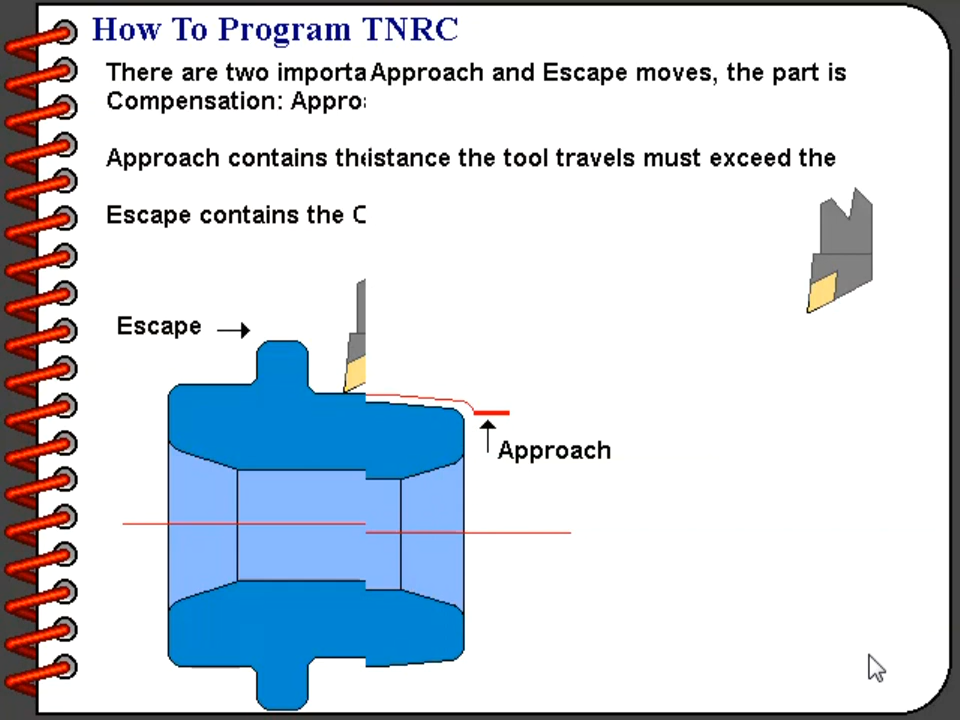 How To Program TNRC
There are two importa Approach and Escape moves, the part is
Compensation: Appro
Approach contains th istance the tool travels must exceed the
Escape contains the
Escape
Approach